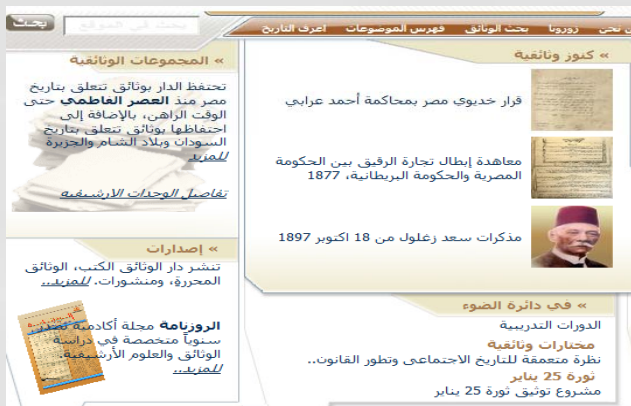 نحن زورونا بحث الوثائق فهرس الموضوعات اعرف التاريخ
بحث في الموقع بحث
» كنوز وثائقية
قرار خديوي مصر بمحاكمة أحمد عرابي
معاهدة إبطال تجارة الرقيق بين الحكومة
المصرية والحكومة البريطانية، 1877
مذكرات سعد زغلول من 18 اكتوبر 1897
» في دائرة الضوء
الدورات التدريبية
مختارات وثائقية
نظرة متعمقة للتاريخ الاجتماعى وتطور القانون..
ثورة 25 يناير
مشروع توثيق ثورة 25 يناير
» المجموعات الوثائقية
تحتفظ الدار بوثائق تتعلق بتاريخ
مصر منذ العصر الفاطمي حتى
الوقت الراهن، بالإضافة إلى
احتفاظها بوثائق تتعلق بتاريخ
السودان وبلاد الشام والجزيرة
للمزيد
تفاصيل الوحدات الارشيفيه
» إصدارات
تنشر دار الوثائق الكتب، الوثائق
المحررة، ومنشورات. للمزيد..
الروزنامة مجلة أكادمية تصدر
سنوياً متخصصة في دراسة
الوثائق والعلوم الأرشيفية.
للمزيد..